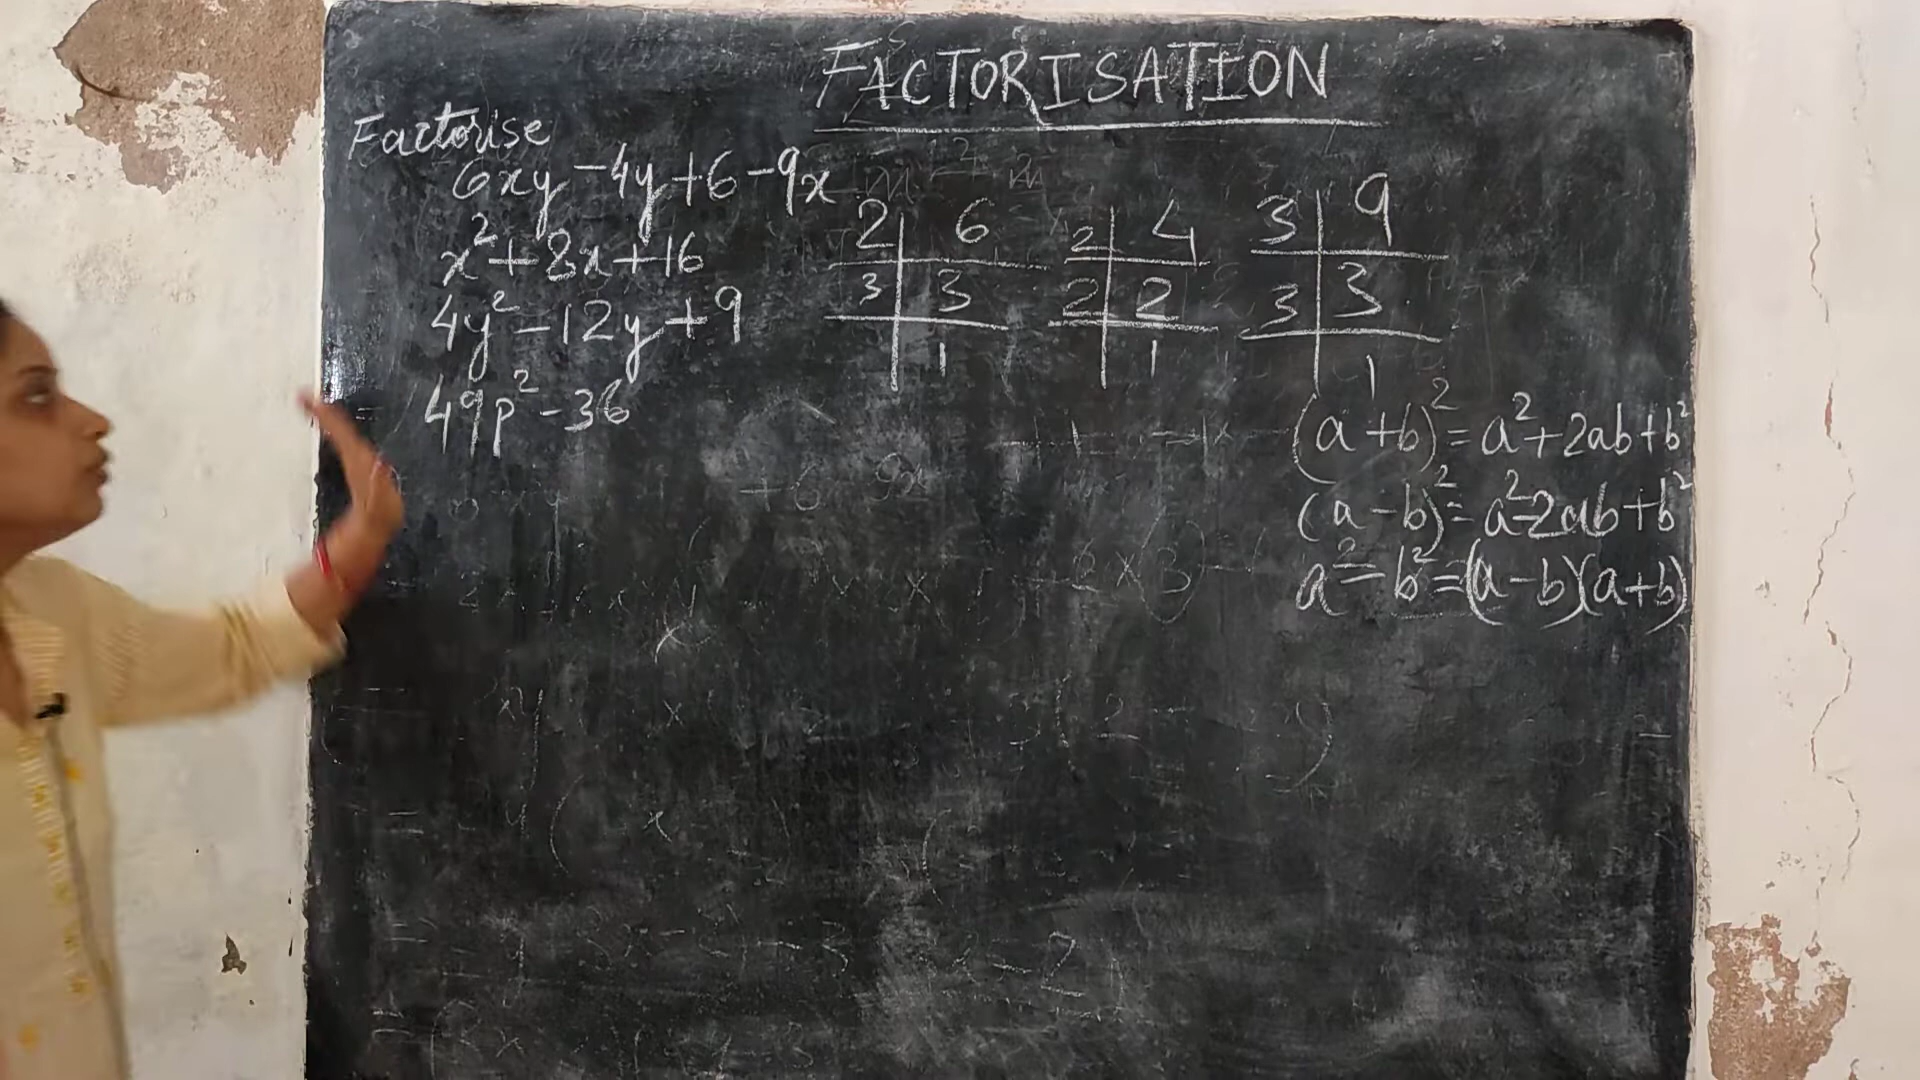 FACTORISATION
Factorise
6xy - 4y + 6 - 9x
x² + 8x + 16
4y² - 12y + 9
49p² - 36
2 | 6
3 | 3
1
2 | 4
2 | 2
1
3 | 9
3 | 3
1
(a + b)² = a² + 2ab + b²
(a - b)² = a² - 2ab + b²
a² - b² = (a - b)(a + b)